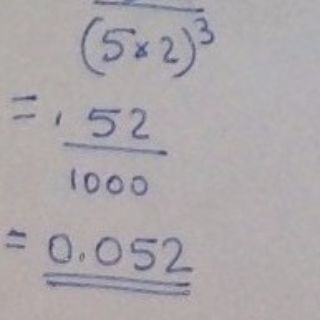 (5×2)³
= 52
1000
= 0.052